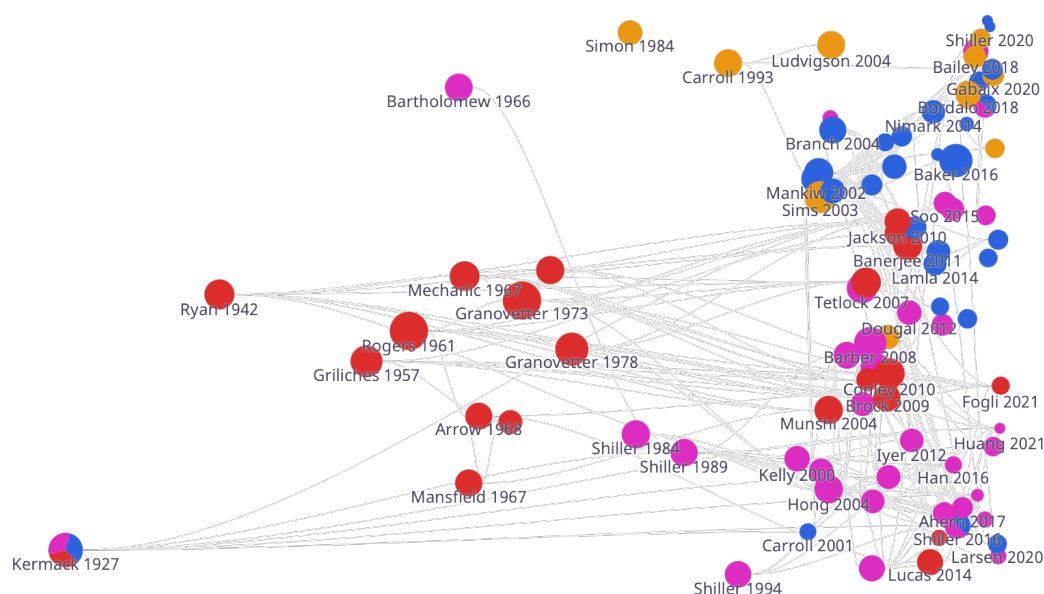 Simon 1984
Shiller 2020
Ludvigson 2004
Bailey 2018
Carroll 1993
Gabaix 2020
Bartholomew 1966
Bordalo 2018
Nimark 2014
Branch 2004
Baker 2016
Mankiw 2002
Sims 2003
Soo 2015
Jackson 2010
Banerjee 2011
Lamla 2014
Mechanic 1967
Tetlock 2007
Ryan 1942
Granovetter 1973
Dougal 2012
Rogers 1961
Barber 2008
Granovetter 1978
Griliches 1957
Conley 2010
Fogli 2021
Brock 2009
Munshi 2004
Arrow 1968
Huang 2021
Shiller 1984
Iyer 2012
Shiller 1989
Kelly 2000
Han 2016
Mansfield 1967
Hong 2004
Ahern 2017
Shiller 2016
Carroll 2001
Larsen 2020
Kermack 1927
Lucas 2014
Shiller 1994